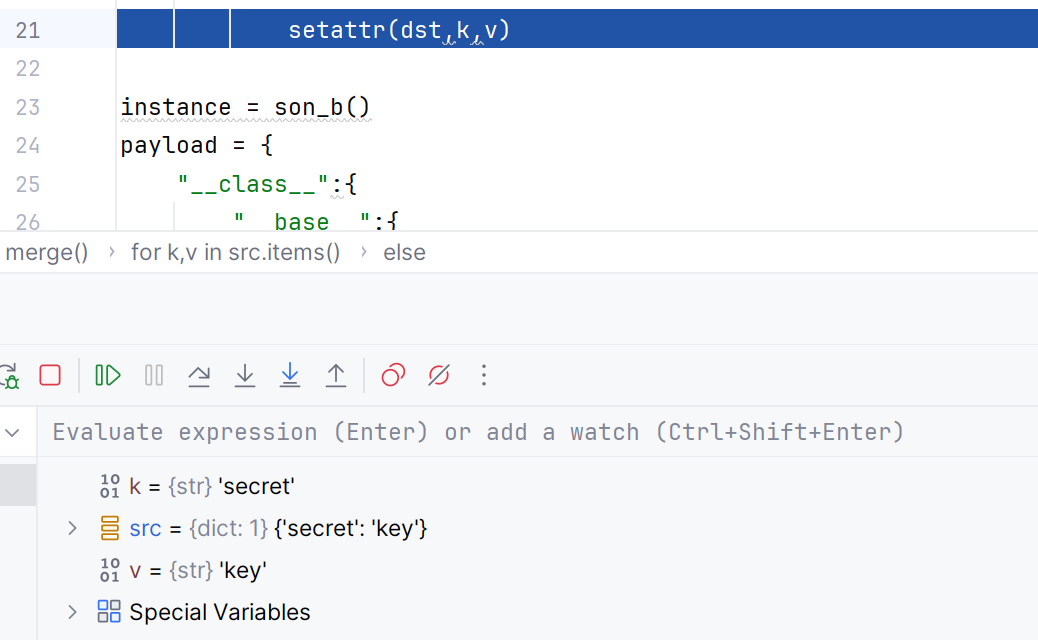 21 setattr(dst,k,v)
22
23 instance = son_b()
24 payload = {
25 "__class__":{
26 "__base__":{
merge() › for k,v in src.items() › else
Evaluate expression (Enter) or add a watch (Ctrl+Shift+Enter)
k = {str} 'secret'
src = {dict: 1} {'secret': 'key'}
v = {str} 'key'
Special Variables